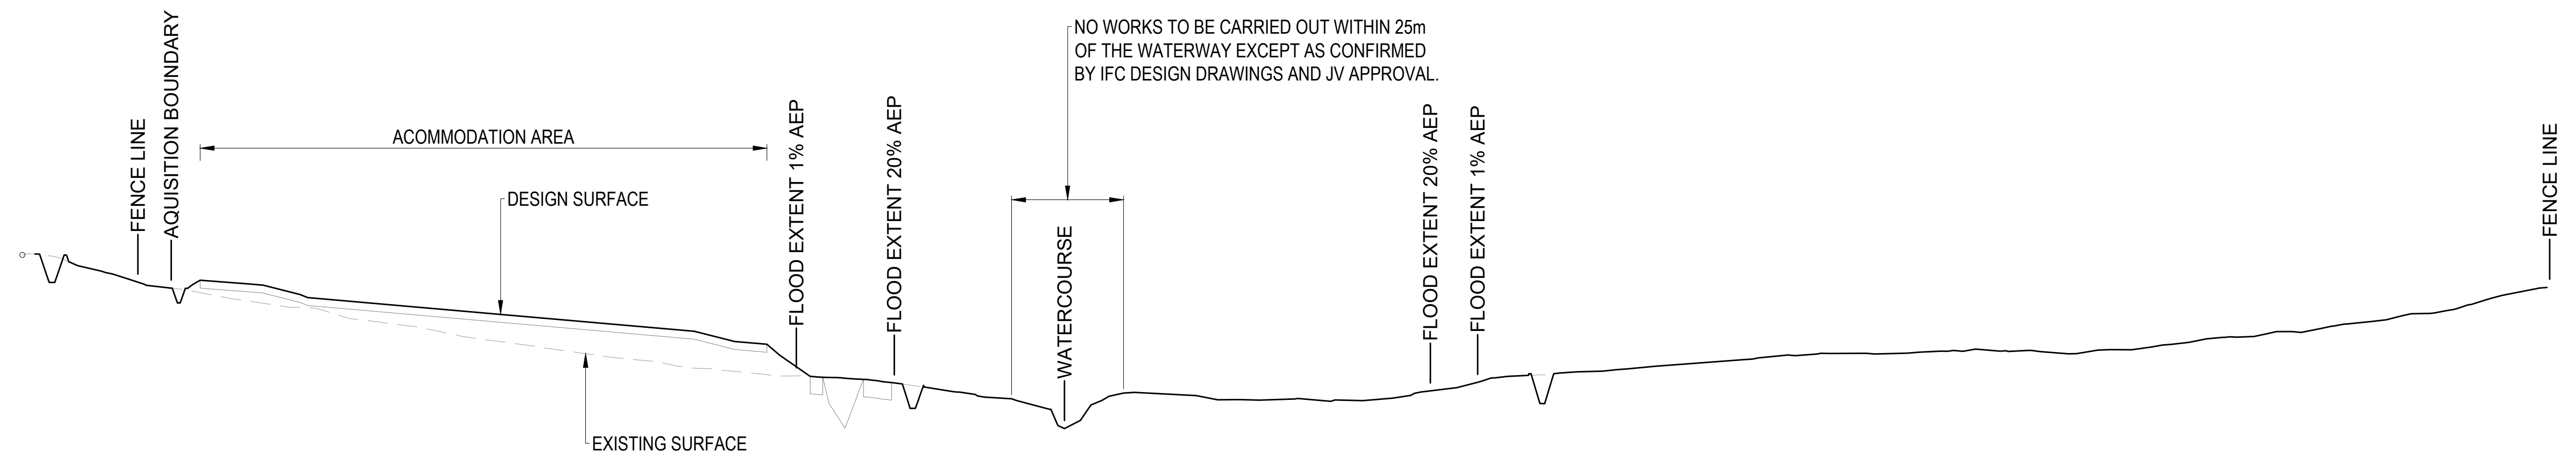 NO WORKS TO BE CARRIED OUT WITHIN 25m
OF THE WATERWAY EXCEPT AS CONFIRMED
BY IFC DESIGN DRAWINGS AND JV APPROVAL.
FENCE LINE
AQUISITION BOUNDARY
ACOMMODATION AREA
DESIGN SURFACE
EXISTING SURFACE
FLOOD EXTENT 1% AEP
FLOOD EXTENT 20% AEP
WATERCOURSE
FLOOD EXTENT 20% AEP
FLOOD EXTENT 1% AEP
FENCE LINE